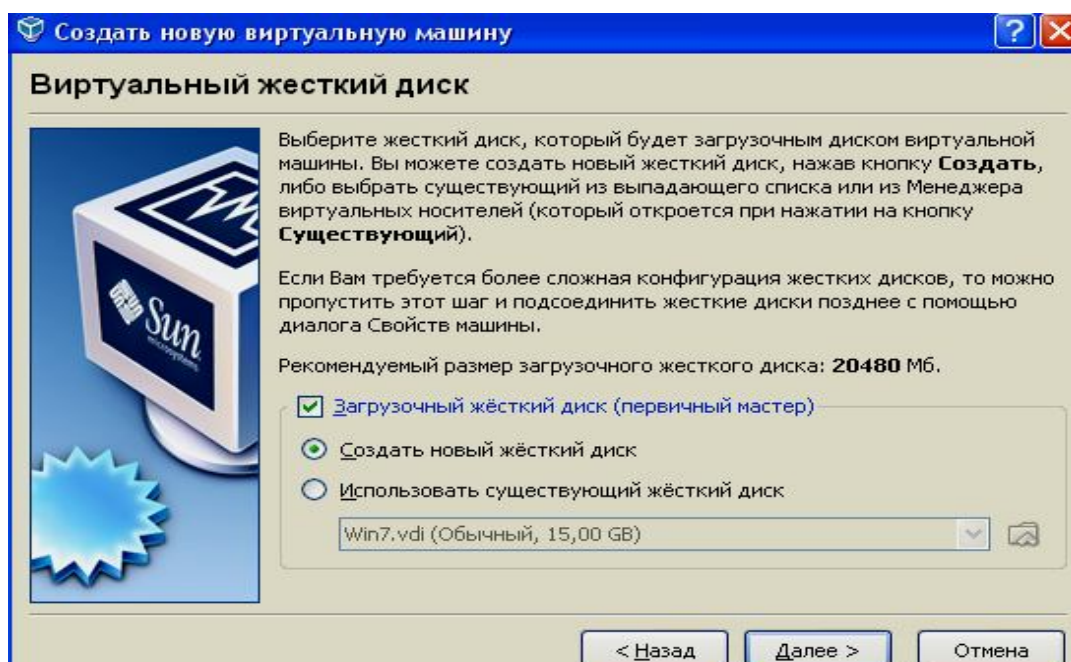 Создать новую виртуальную машину
Виртуальный жесткий диск
Выберите жесткий диск, который будет загрузочным диском виртуальной
машины. Вы можете создать новый жесткий диск, нажав кнопку Создать,
либо выбрать существующий из выпадающего списка или из Менеджера
виртуальных носителей (который откроется при нажатии на кнопку
Существующий).
Если Вам требуется более сложная конфигурация жестких дисков, то можно
пропустить этот шаг и подсоединить жесткие диски позднее с помощью
диалога Свойств машины.
Sun
microsystems
Рекомендуемый размер загрузочного жесткого диска: 20480 Мб.
Загрузочный жёсткий диск (первичный мастер)
Создать новый жёсткий диск
Использовать существующий жёсткий диск
Win7.vdi (Обычный, 15,00 GB)
< Назад
Далее >
Отмена